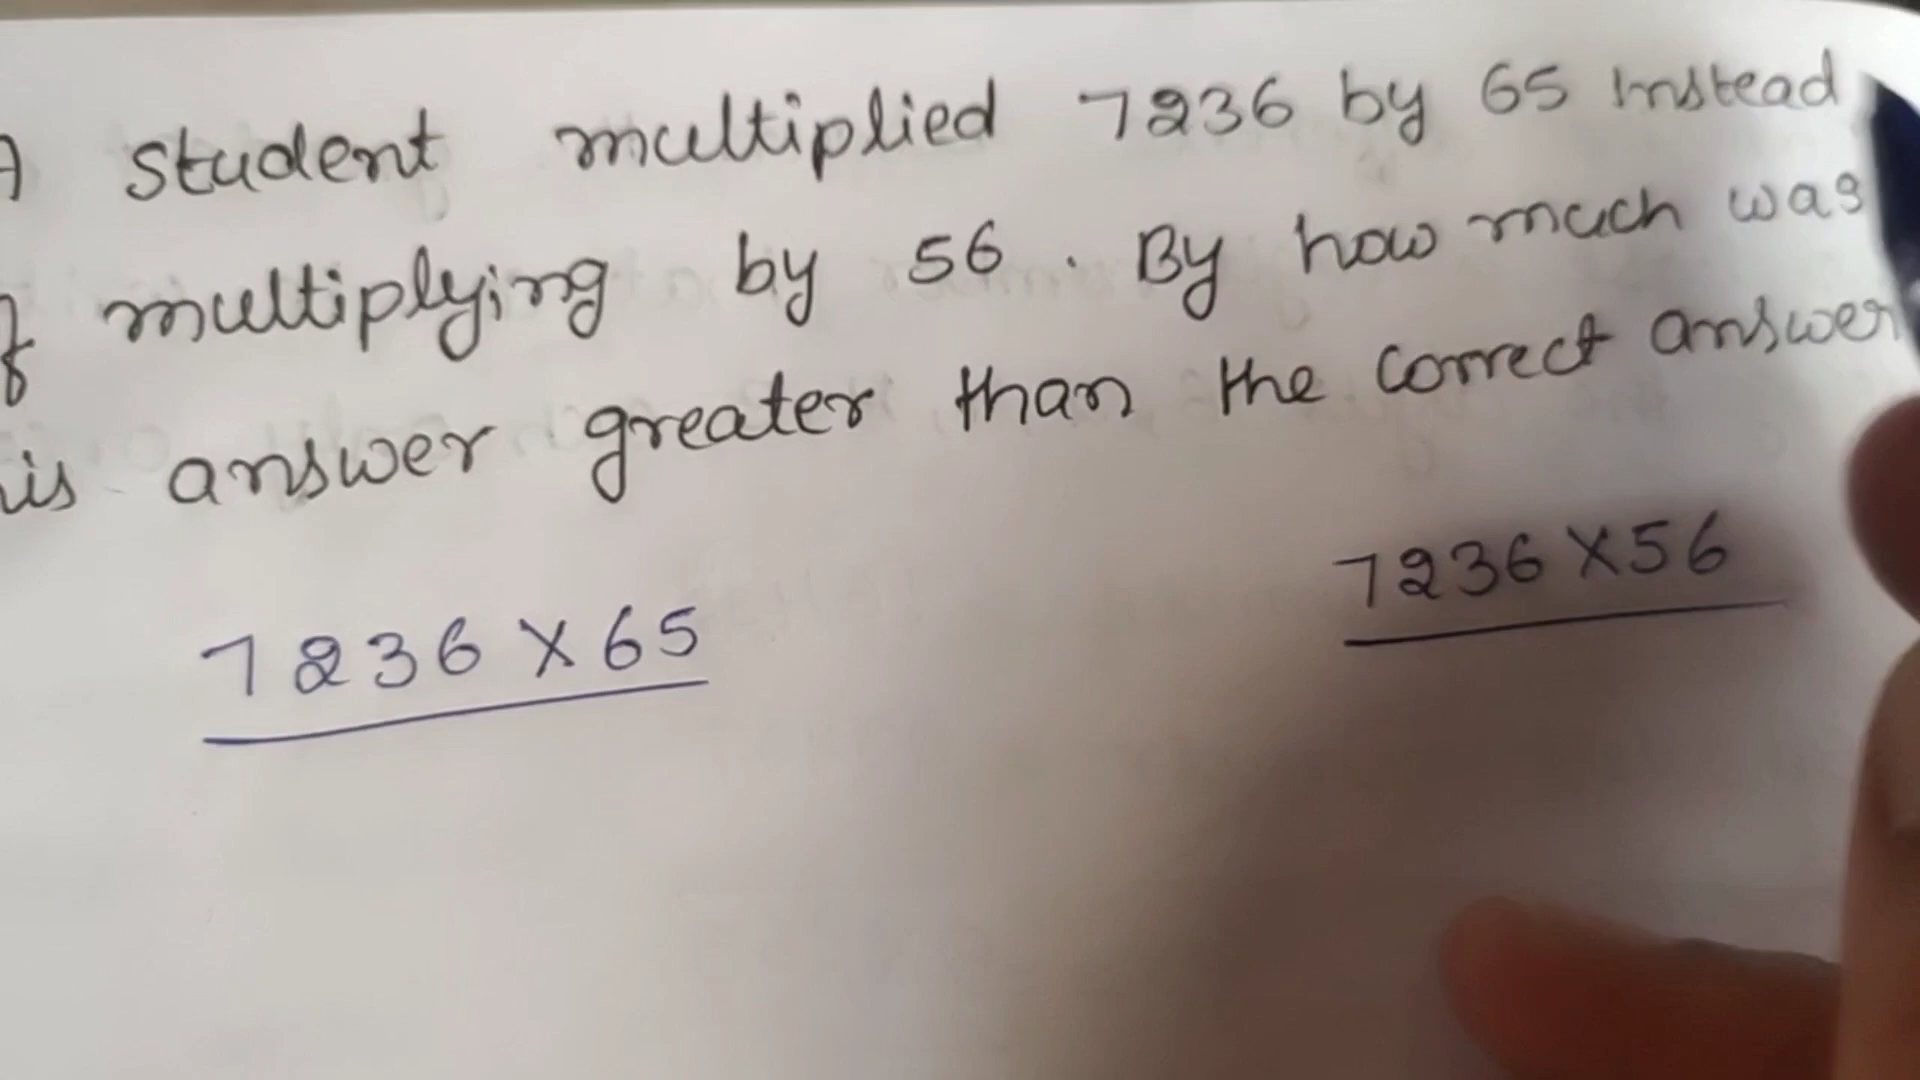 A student multiplied 7236 by 65 instead
multiplying by 56. By how much was
answer greater than the correct answer
7236 X 56
7236 X 65